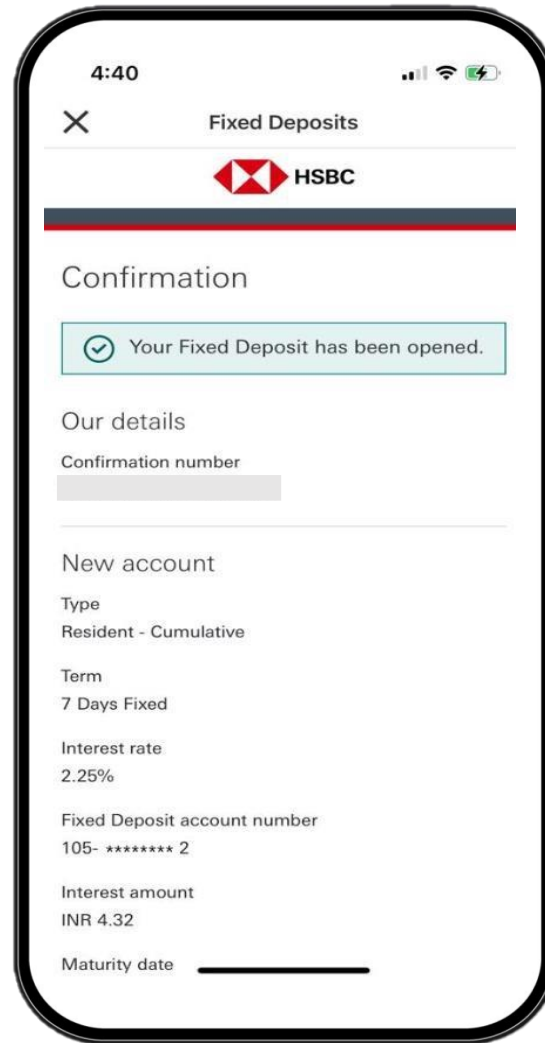 4:40
Fixed Deposits
HSBC
Confirmation
Your Fixed Deposit has been opened.
Our details
Confirmation number
New account
Type
Resident - Cumulative
Term
7 Days Fixed
Interest rate
2.25%
Fixed Deposit account number
105- ******** 2
Interest amount
INR 4.32
Maturity date